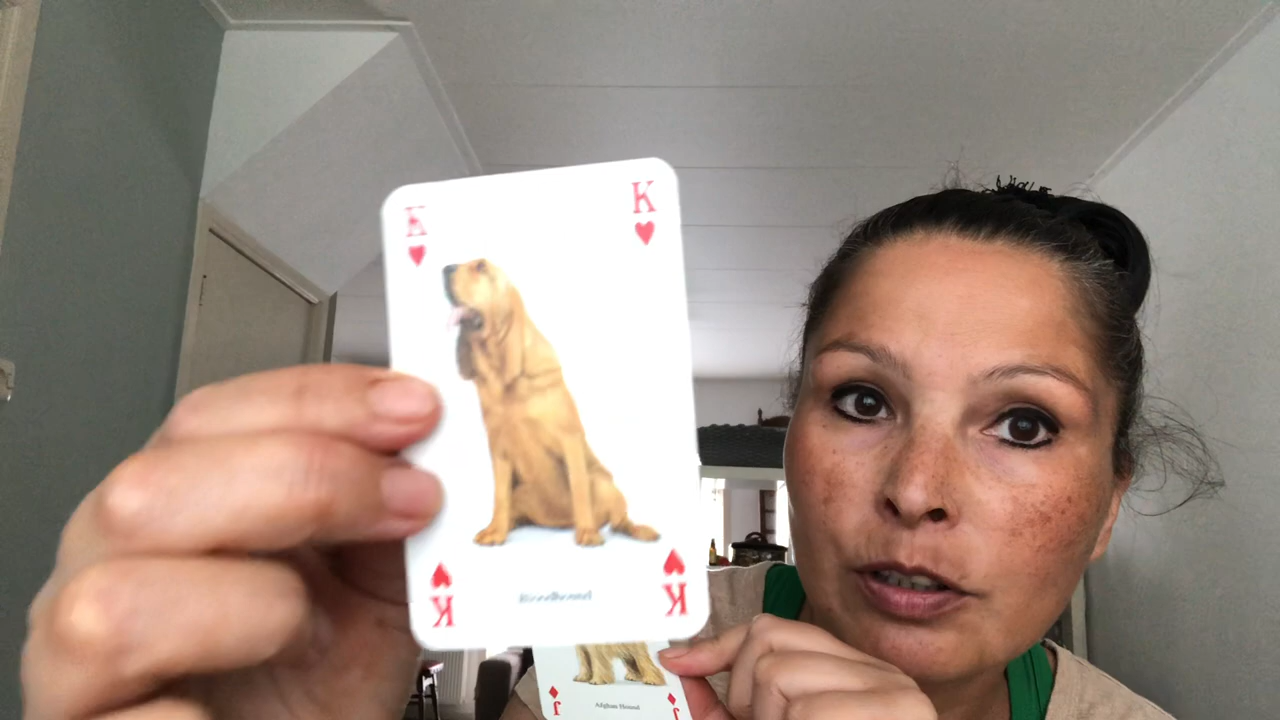 K K
Bloodhound
K K
Afghan Hound
J J